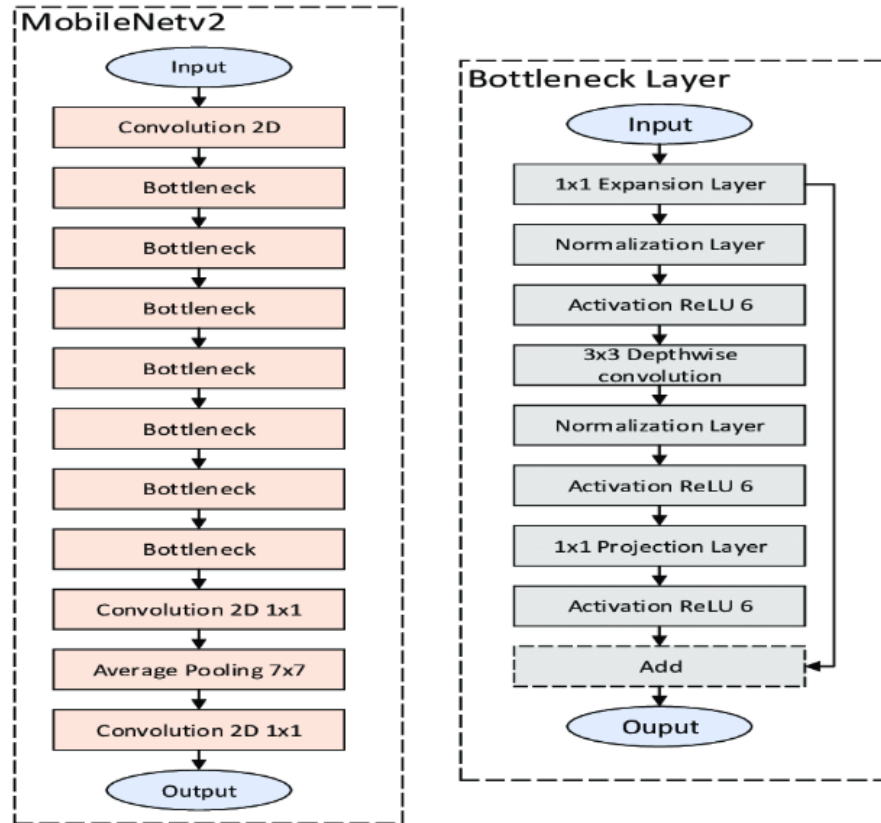 MobileNetv2
Input
Convolution 2D
Bottleneck
Bottleneck
Bottleneck
Bottleneck
Bottleneck
Bottleneck
Bottleneck
Convolution 2D 1x1
Average Pooling 7x7
Convolution 2D 1x1
Output
Bottleneck Layer
Input
1x1 Expansion Layer
Normalization Layer
Activation ReLU 6
3x3 Depthwise
convolution
Normalization Layer
Activation ReLU 6
1x1 Projection Layer
Activation ReLU 6
Add
Ouput